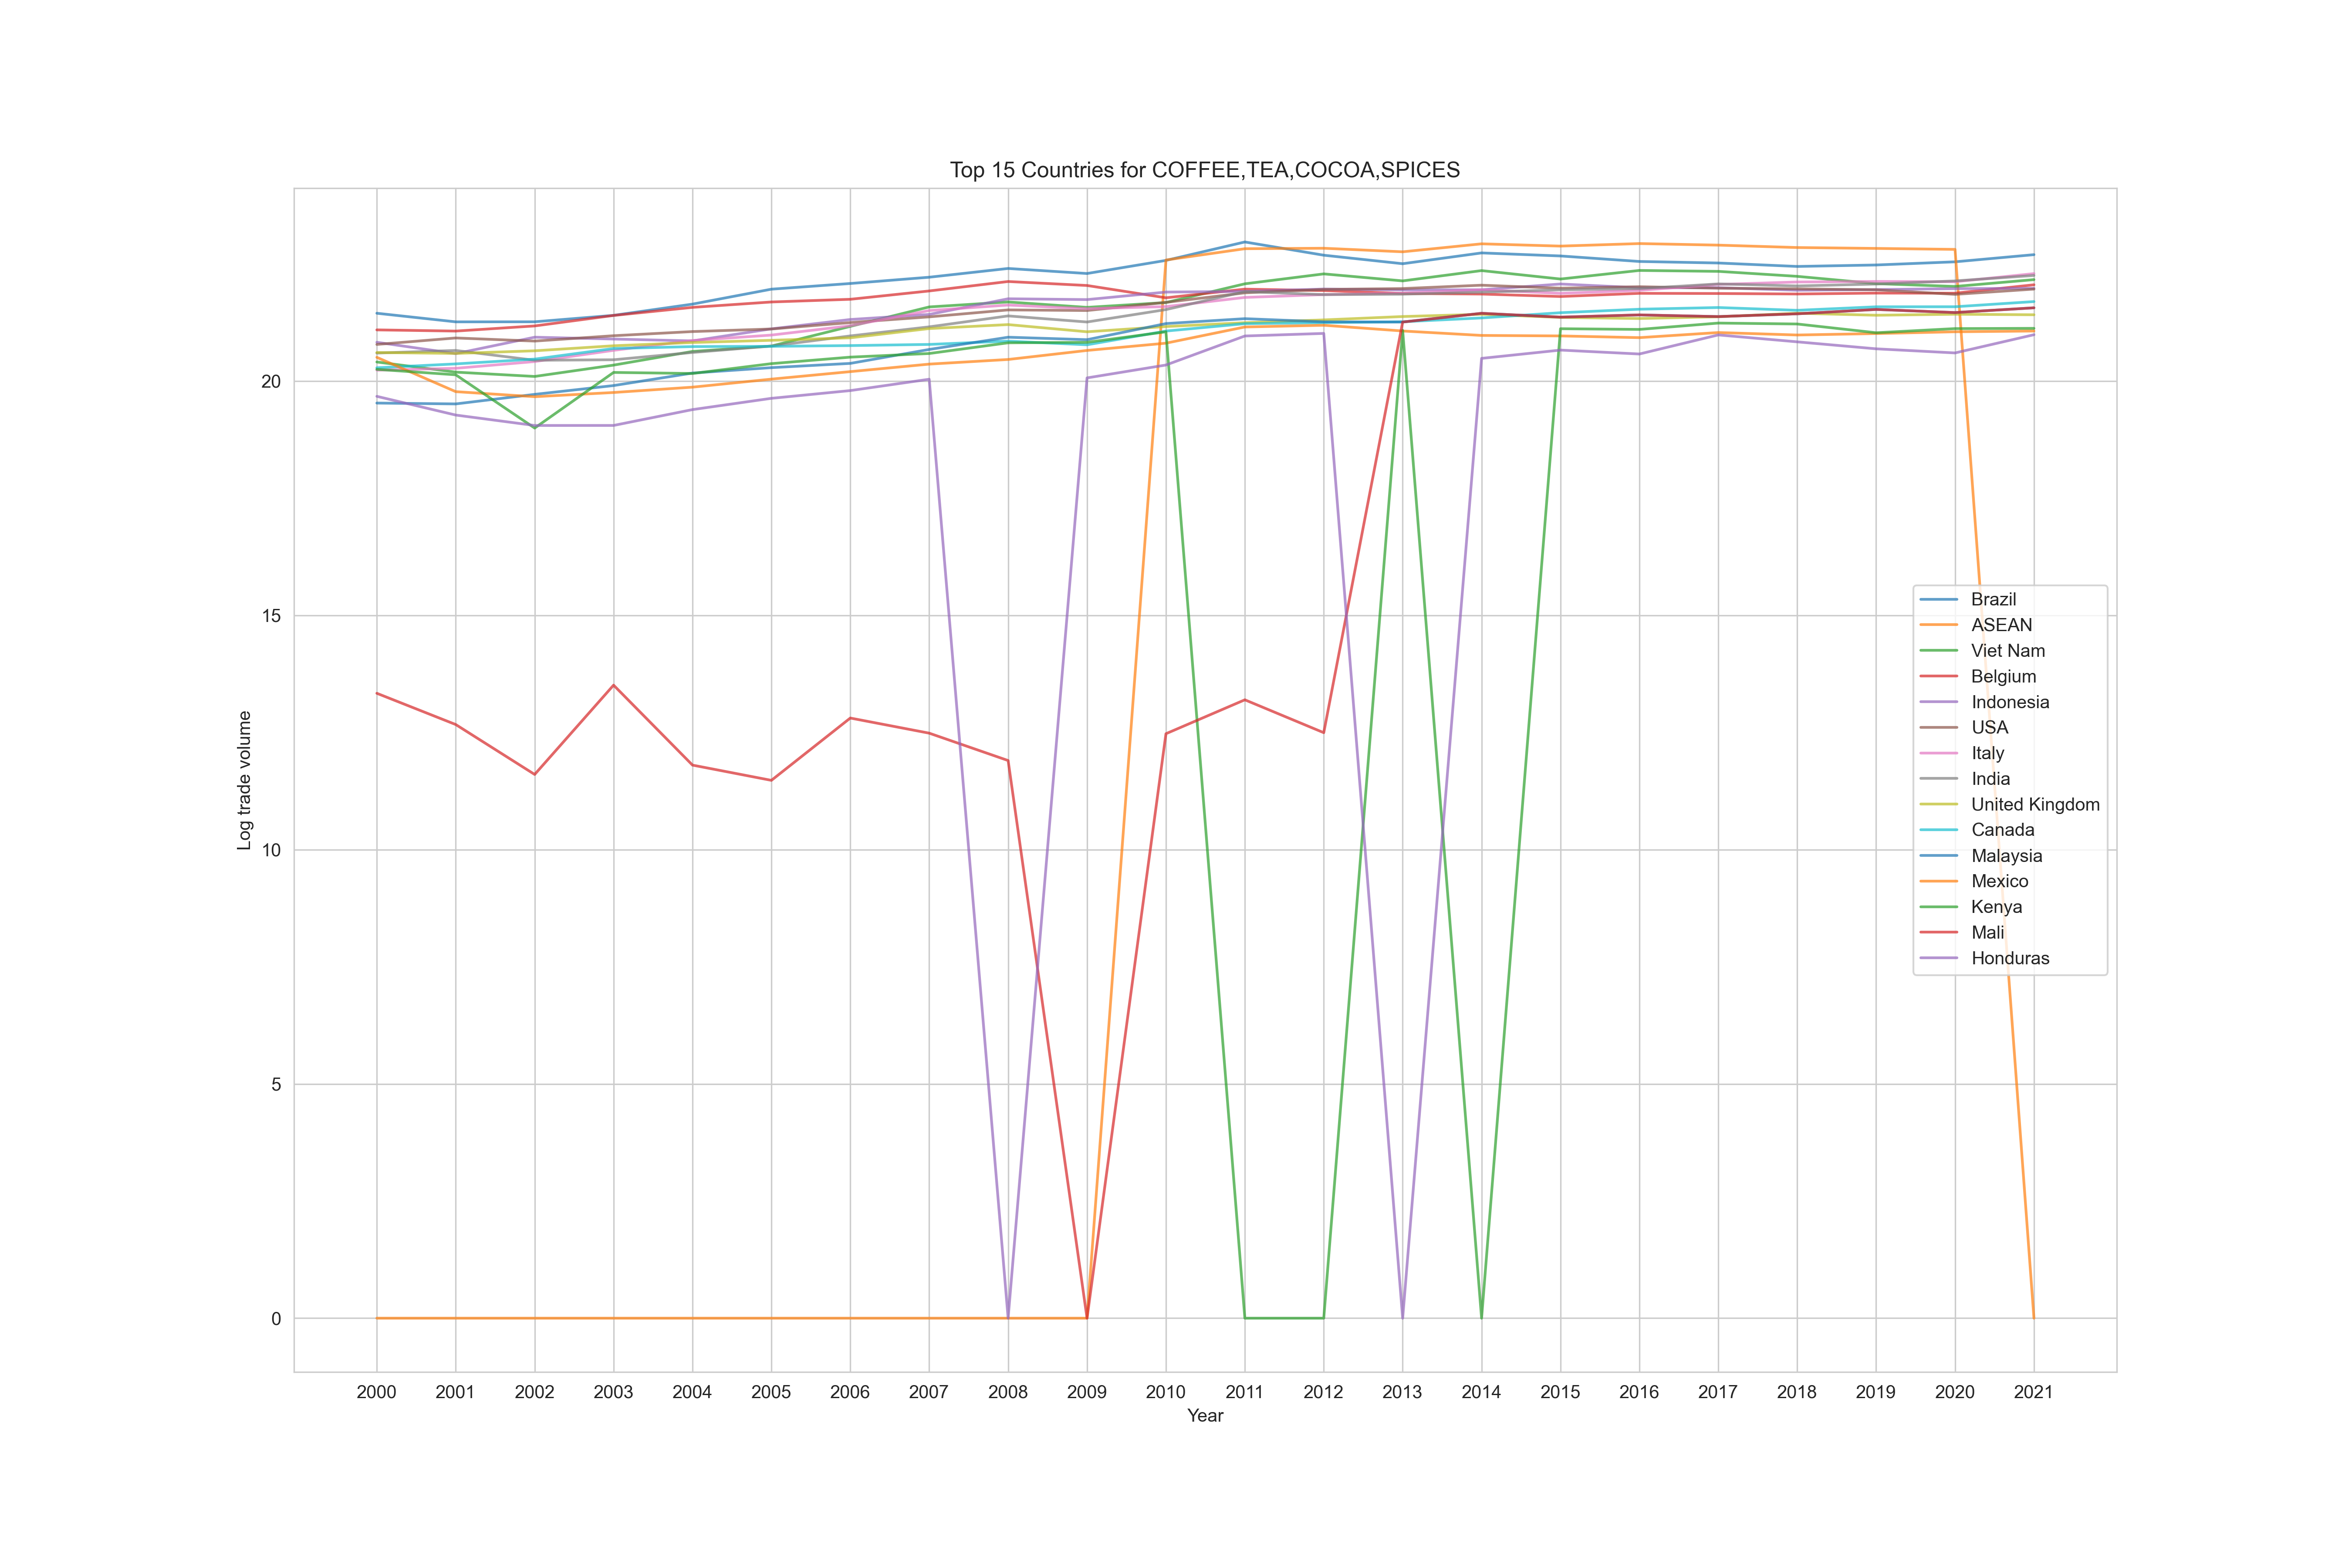 Top 15 Countries for COFFEE,TEA,COCOA,SPICES
Log trade volume
20
15
10
5
0
Brazil
ASEAN
Viet Nam
Belgium
Indonesia
USA
Italy
India
United Kingdom
Canada
Malaysia
Mexico
Kenya
Mali
Honduras
2000 2001 2002 2003 2004 2005 2006 2007 2008 2009 2010 2011 2012 2013 2014 2015 2016 2017 2018 2019 2020 2021
Year